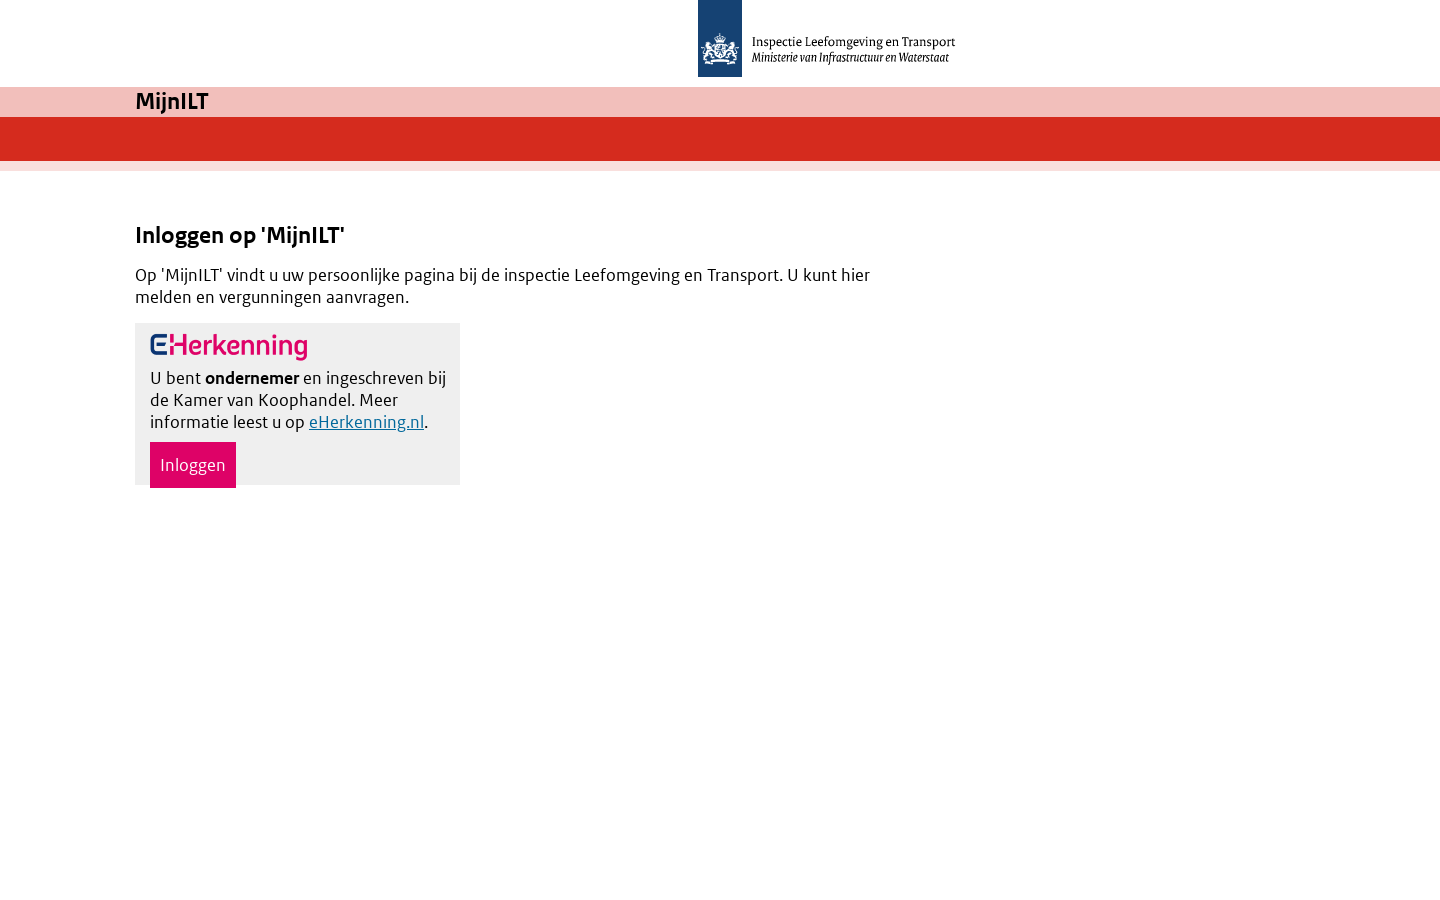 Inspectie Leefomgeving en Transport
Ministerie van Infrastructuur en Waterstaat
MijnILT
Inloggen op 'MijnILT'
Op 'MijnILT' vindt u uw persoonlijke pagina bij de inspectie Leefomgeving en Transport. U kunt hier
melden en vergunningen aanvragen.
eHerkenning
U bent ondernemer en ingeschreven bij
de Kamer van Koophandel. Meer
informatie leest u op eHerkenning.nl.
Inloggen